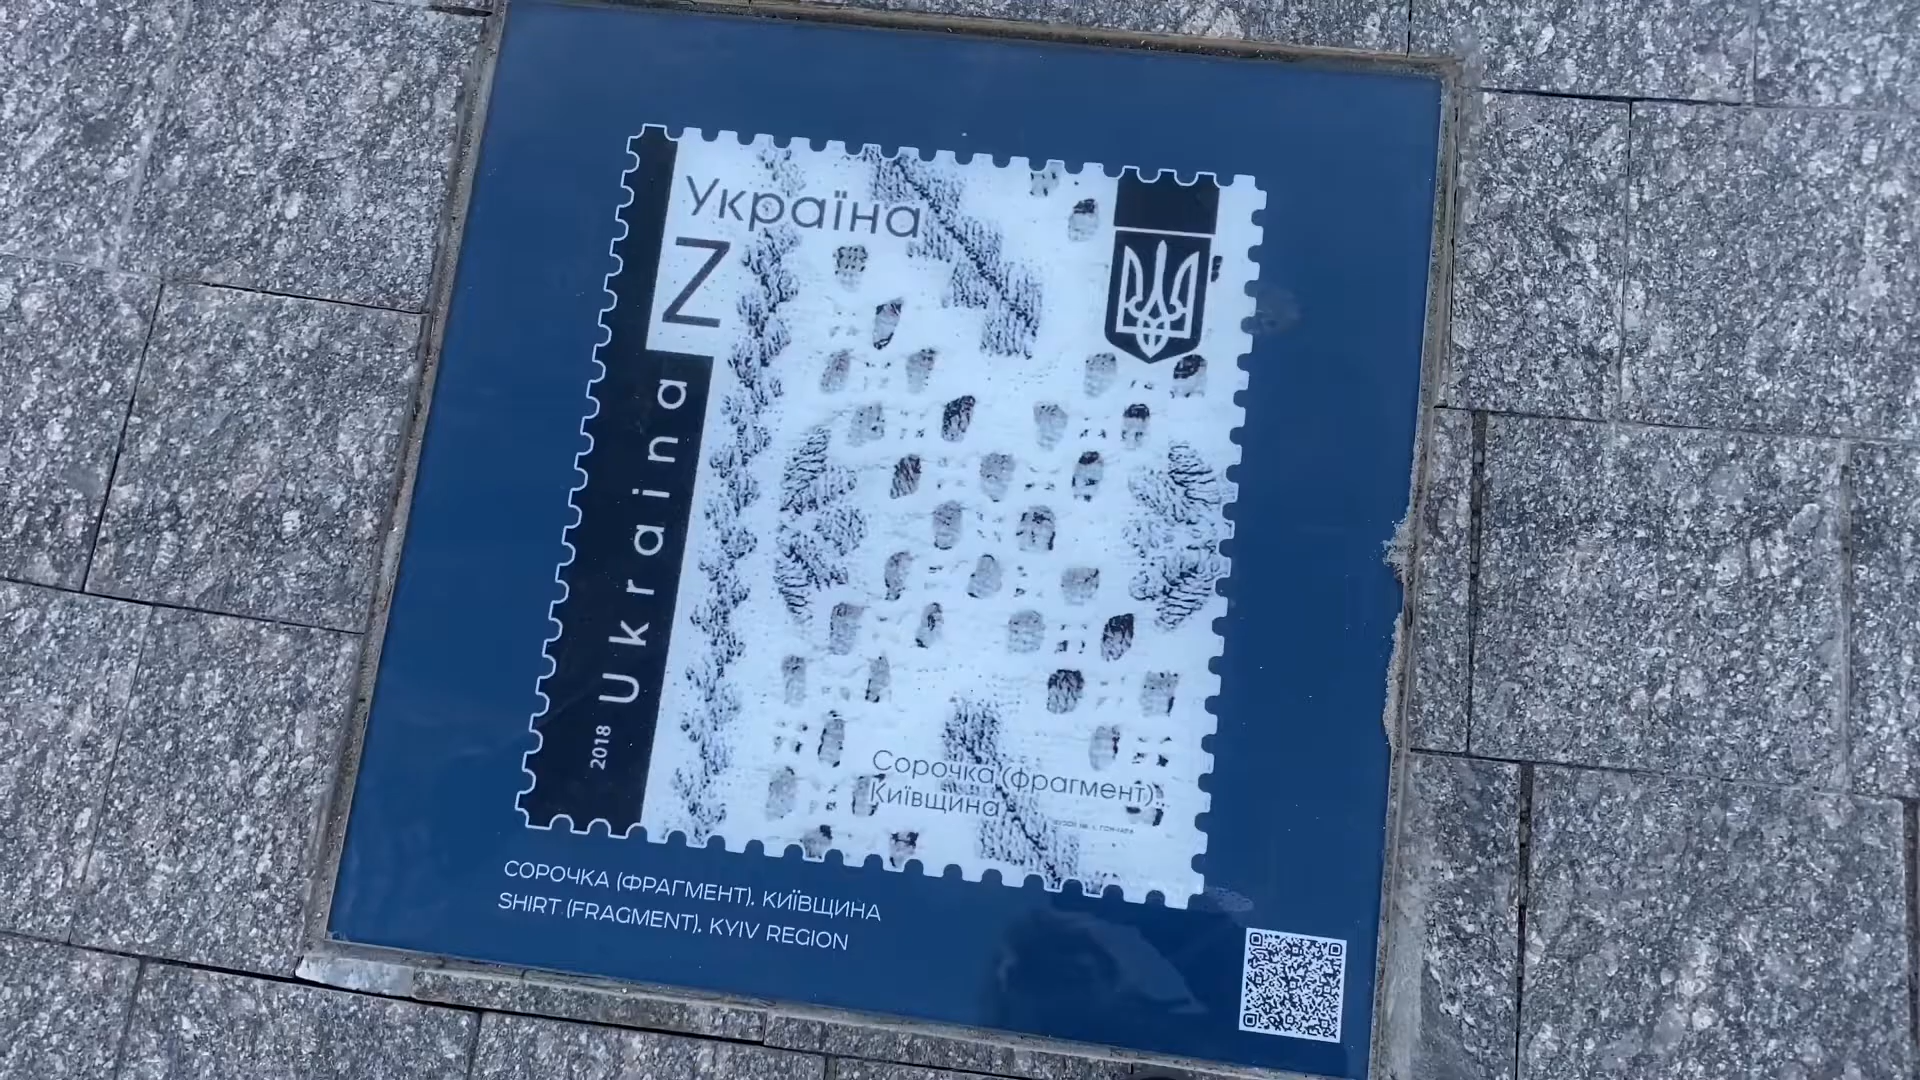 Україна
Z
Ukraina
2018
Сорочка (фрагмент).
Київщина
СОРОЧКА (ФРАГМЕНТ). КИЇВЩИНА
SHIRT (FRAGMENT). KYIV REGION